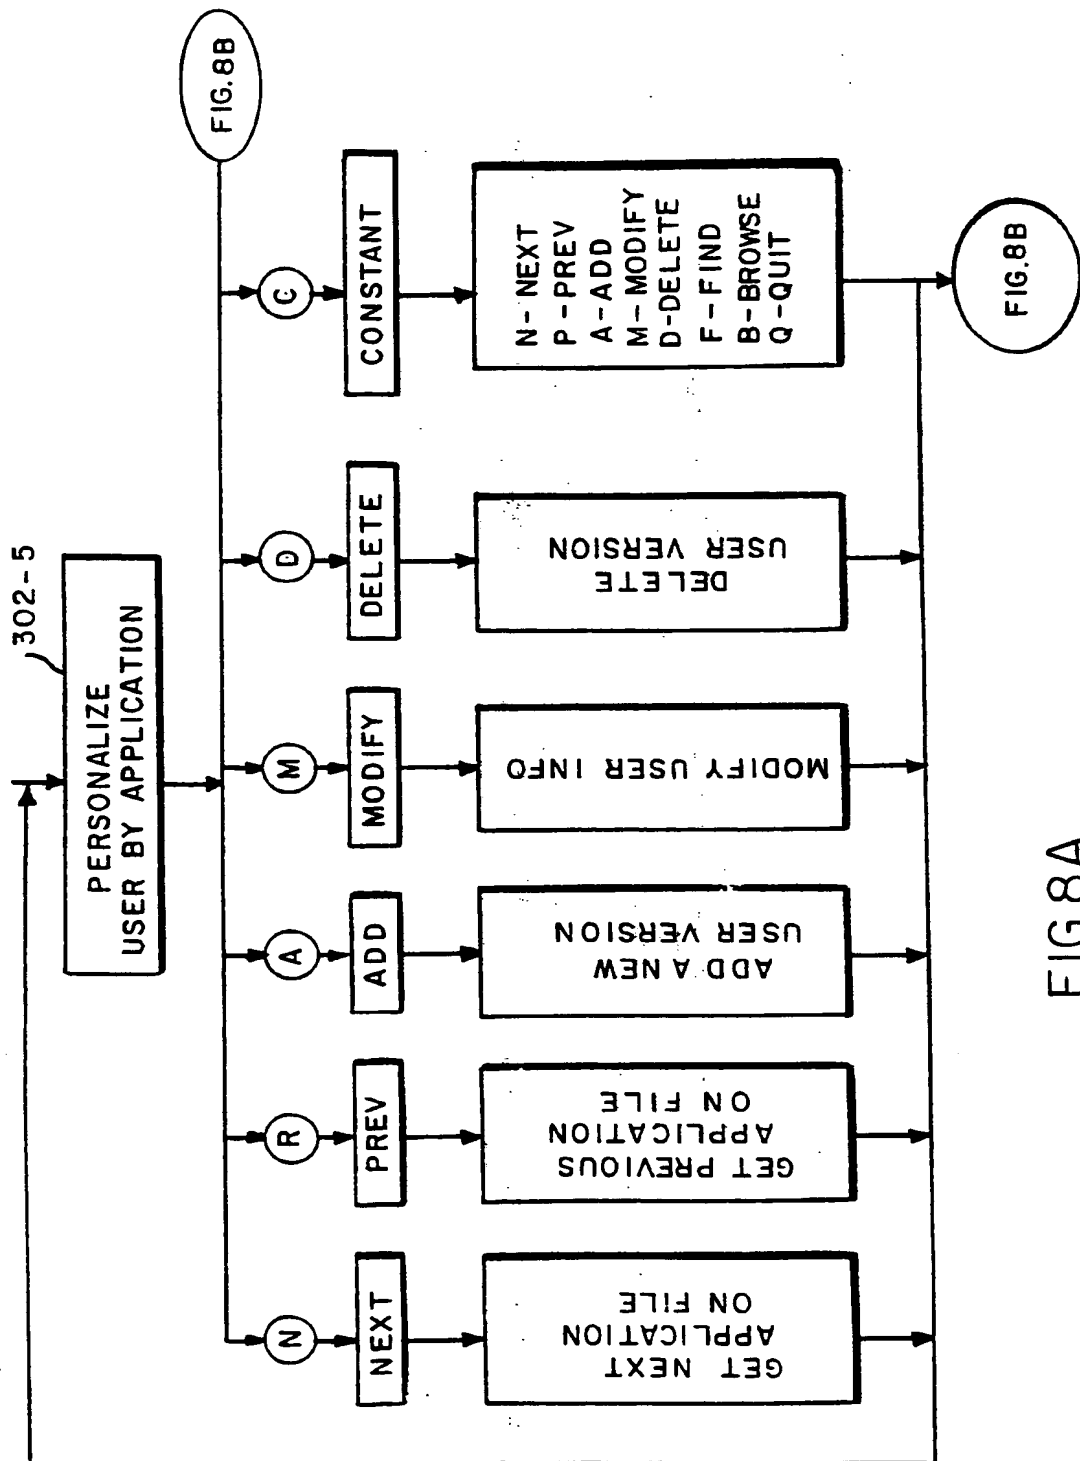 302-5
PERSONALIZE
USER BY APPLICATION
FIG. 8B
N
R
A
M
D
C
NEXT
PREV
ADD
MODIFY
DELETE
CONSTANT
GET NEXT
APPLICATION
ON FILE
GET PREVIOUS
APPLICATION
ON FILE
ADD A NEW
USER VERSION
MODIFY USER INFO
DELETE
USER VERSION
N-NEXT
P-PREV
A-ADD
M-MODIFY
D-DELETE
F-FIND
B-BROWSE
Q-QUIT
FIG. 8B
FIG 8A